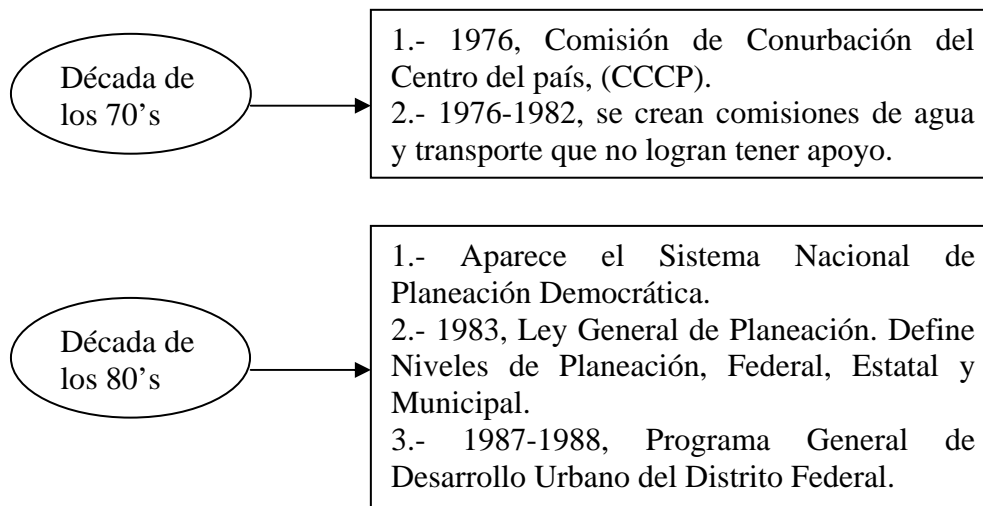 Década de
los 70’s
1.- 1976, Comisión de Conurbación del
Centro del país, (CCCP).
2.- 1976-1982, se crean comisiones de agua
y transporte que no logran tener apoyo.
Década de
los 80’s
1.- Aparece el Sistema Nacional de
Planeación Democrática.
2.- 1983, Ley General de Planeación. Define
Niveles de Planeación, Federal, Estatal y
Municipal.
3.- 1987-1988, Programa General de
Desarrollo Urbano del Distrito Federal.